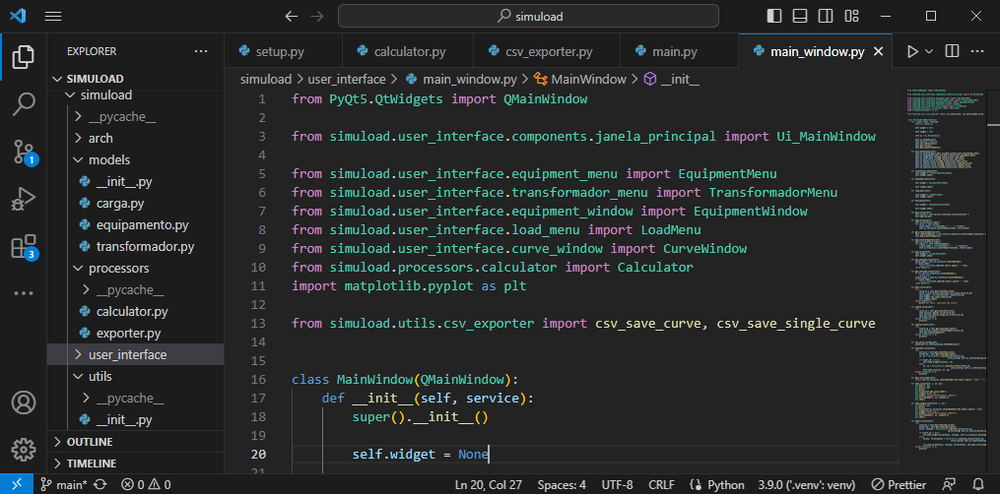 simuload
EXPLORER
setup.py
calculator.py
csv_exporter.py
main.py
main_window.py
SIMULOAD
simuload
__pycache__
arch
models
__init__.py
carga.py
equipamento.py
transformador.py
processors
__pycache__
calculator.py
exporter.py
user_interface
utils
__pycache__
__init__.py
OUTLINE
TIMELINE
1
3
simuload > user_interface > main_window.py > MainWindow > __init__
1 from PyQt5.QtWidgets import QMainWindow
2
3 from simuload.user_interface.components.janela_principal import Ui_MainWindow
4
5 from simuload.user_interface.equipment_menu import EquipmentMenu
6 from simuload.user_interface.transformador_menu import TransformadorMenu
7 from simuload.user_interface.equipment_window import EquipmentWindow
8 from simuload.user_interface.load_menu import LoadMenu
9 from simuload.user_interface.curve_window import CurveWindow
10 from simuload.processors.calculator import Calculator
11 import matplotlib.pyplot as plt
12
13 from simuload.utils.csv_exporter import csv_save_curve, csv_save_single_curve
14
15
16 class MainWindow(QMainWindow):
17 def __init__(self, service):
18 super().__init__()
19
20 self.widget = None
main* 0 0 Ln 20, Col 27 Spaces: 4 UTF-8 CRLF Python 3.9.0 ('.venv': venv) Prettier